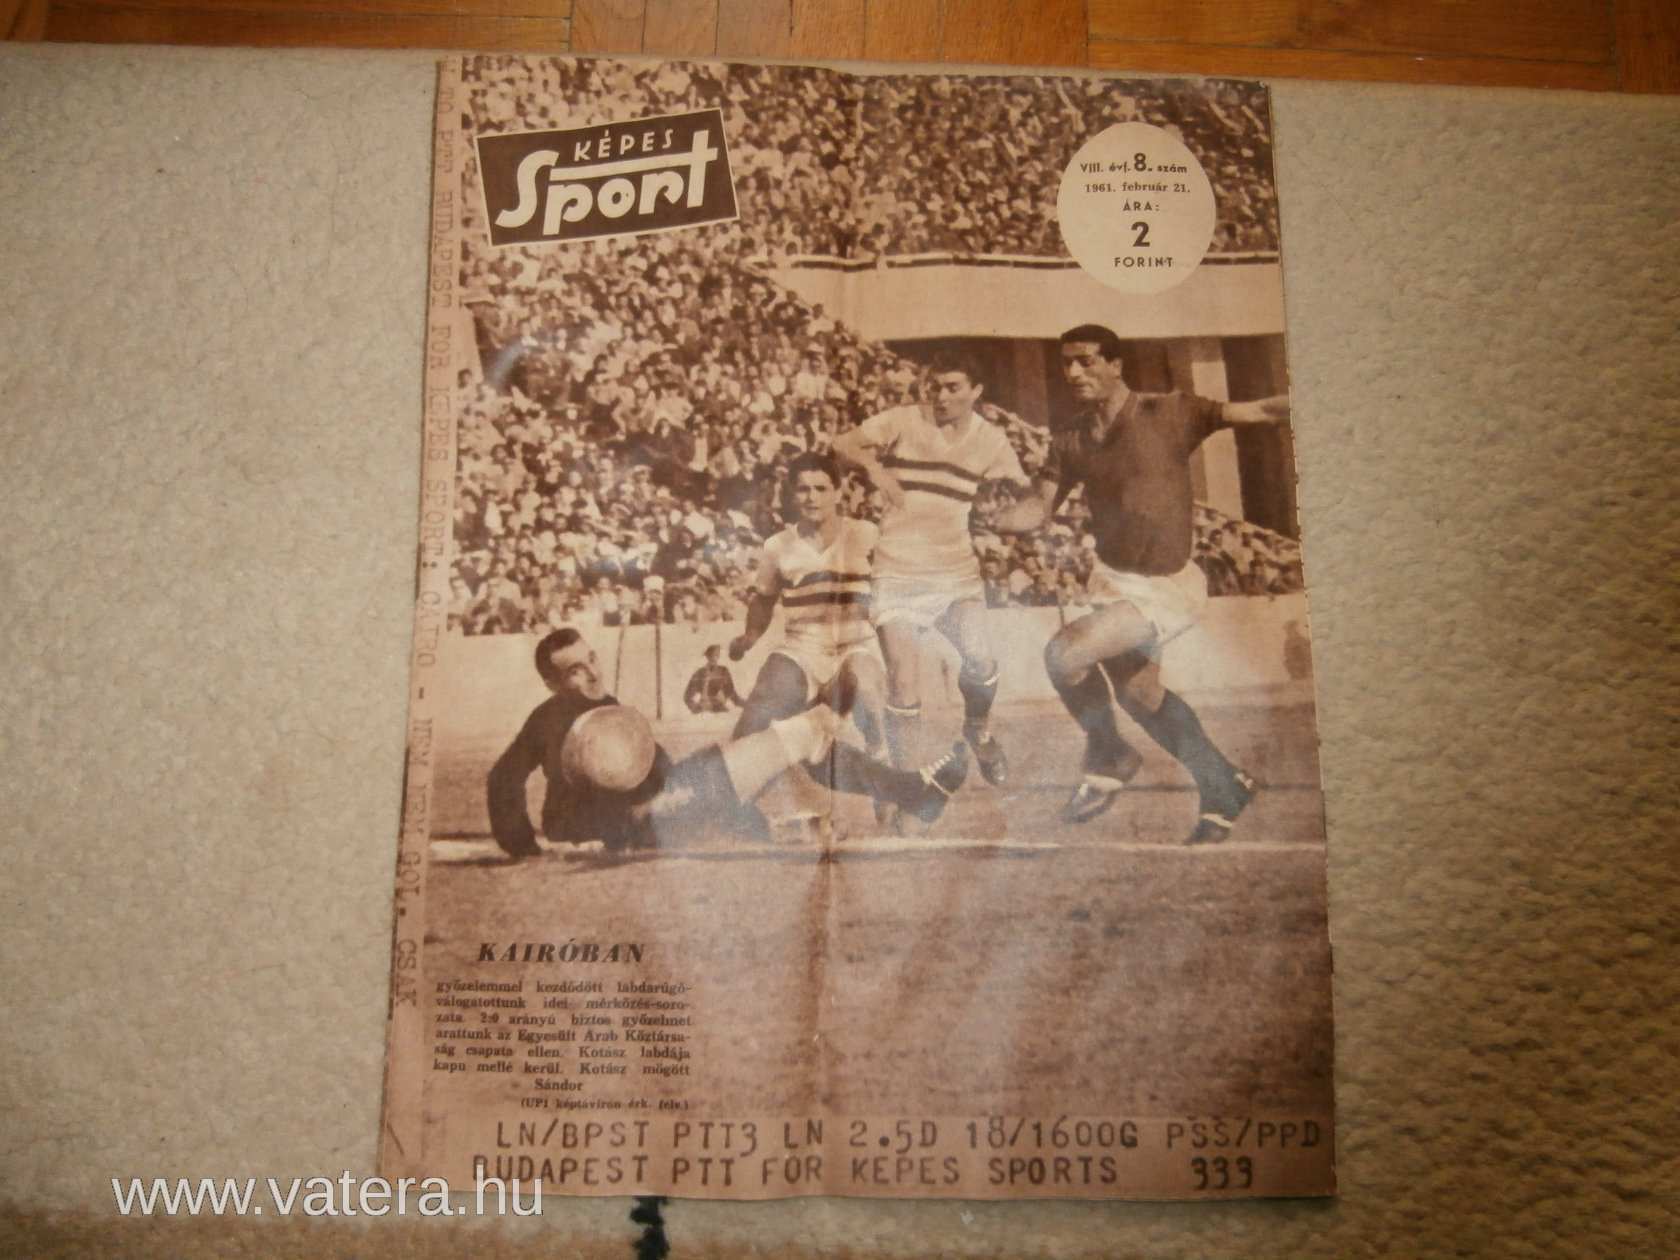 KÉPES
Sport
VIII. évf. 8. szám
1961. február 21.
ÁRA:
2
FORINT
BUDAPEST FOR KEPES SPORT: CAIRO - GOL. CSAK
KAIRÓBAN
győzelemmel kezdődött labdarúgó-
válogatottunk idei mérkőzés-soro-
zata. 2:0 arányú biztos győzelmet
arattunk az Egyesült Arab Köztársa-
ság csapata ellen. Kotász labdája
kapu mellé kerül. Kotász mögött
Sándor
(UPI képtávirón érk. felv.)
LN/BPST PTT3 LN 2.5D 18/1600G PSS/PPD
BUDAPEST PTT FOR KEPES SPORTS 333
www.vatera.hu